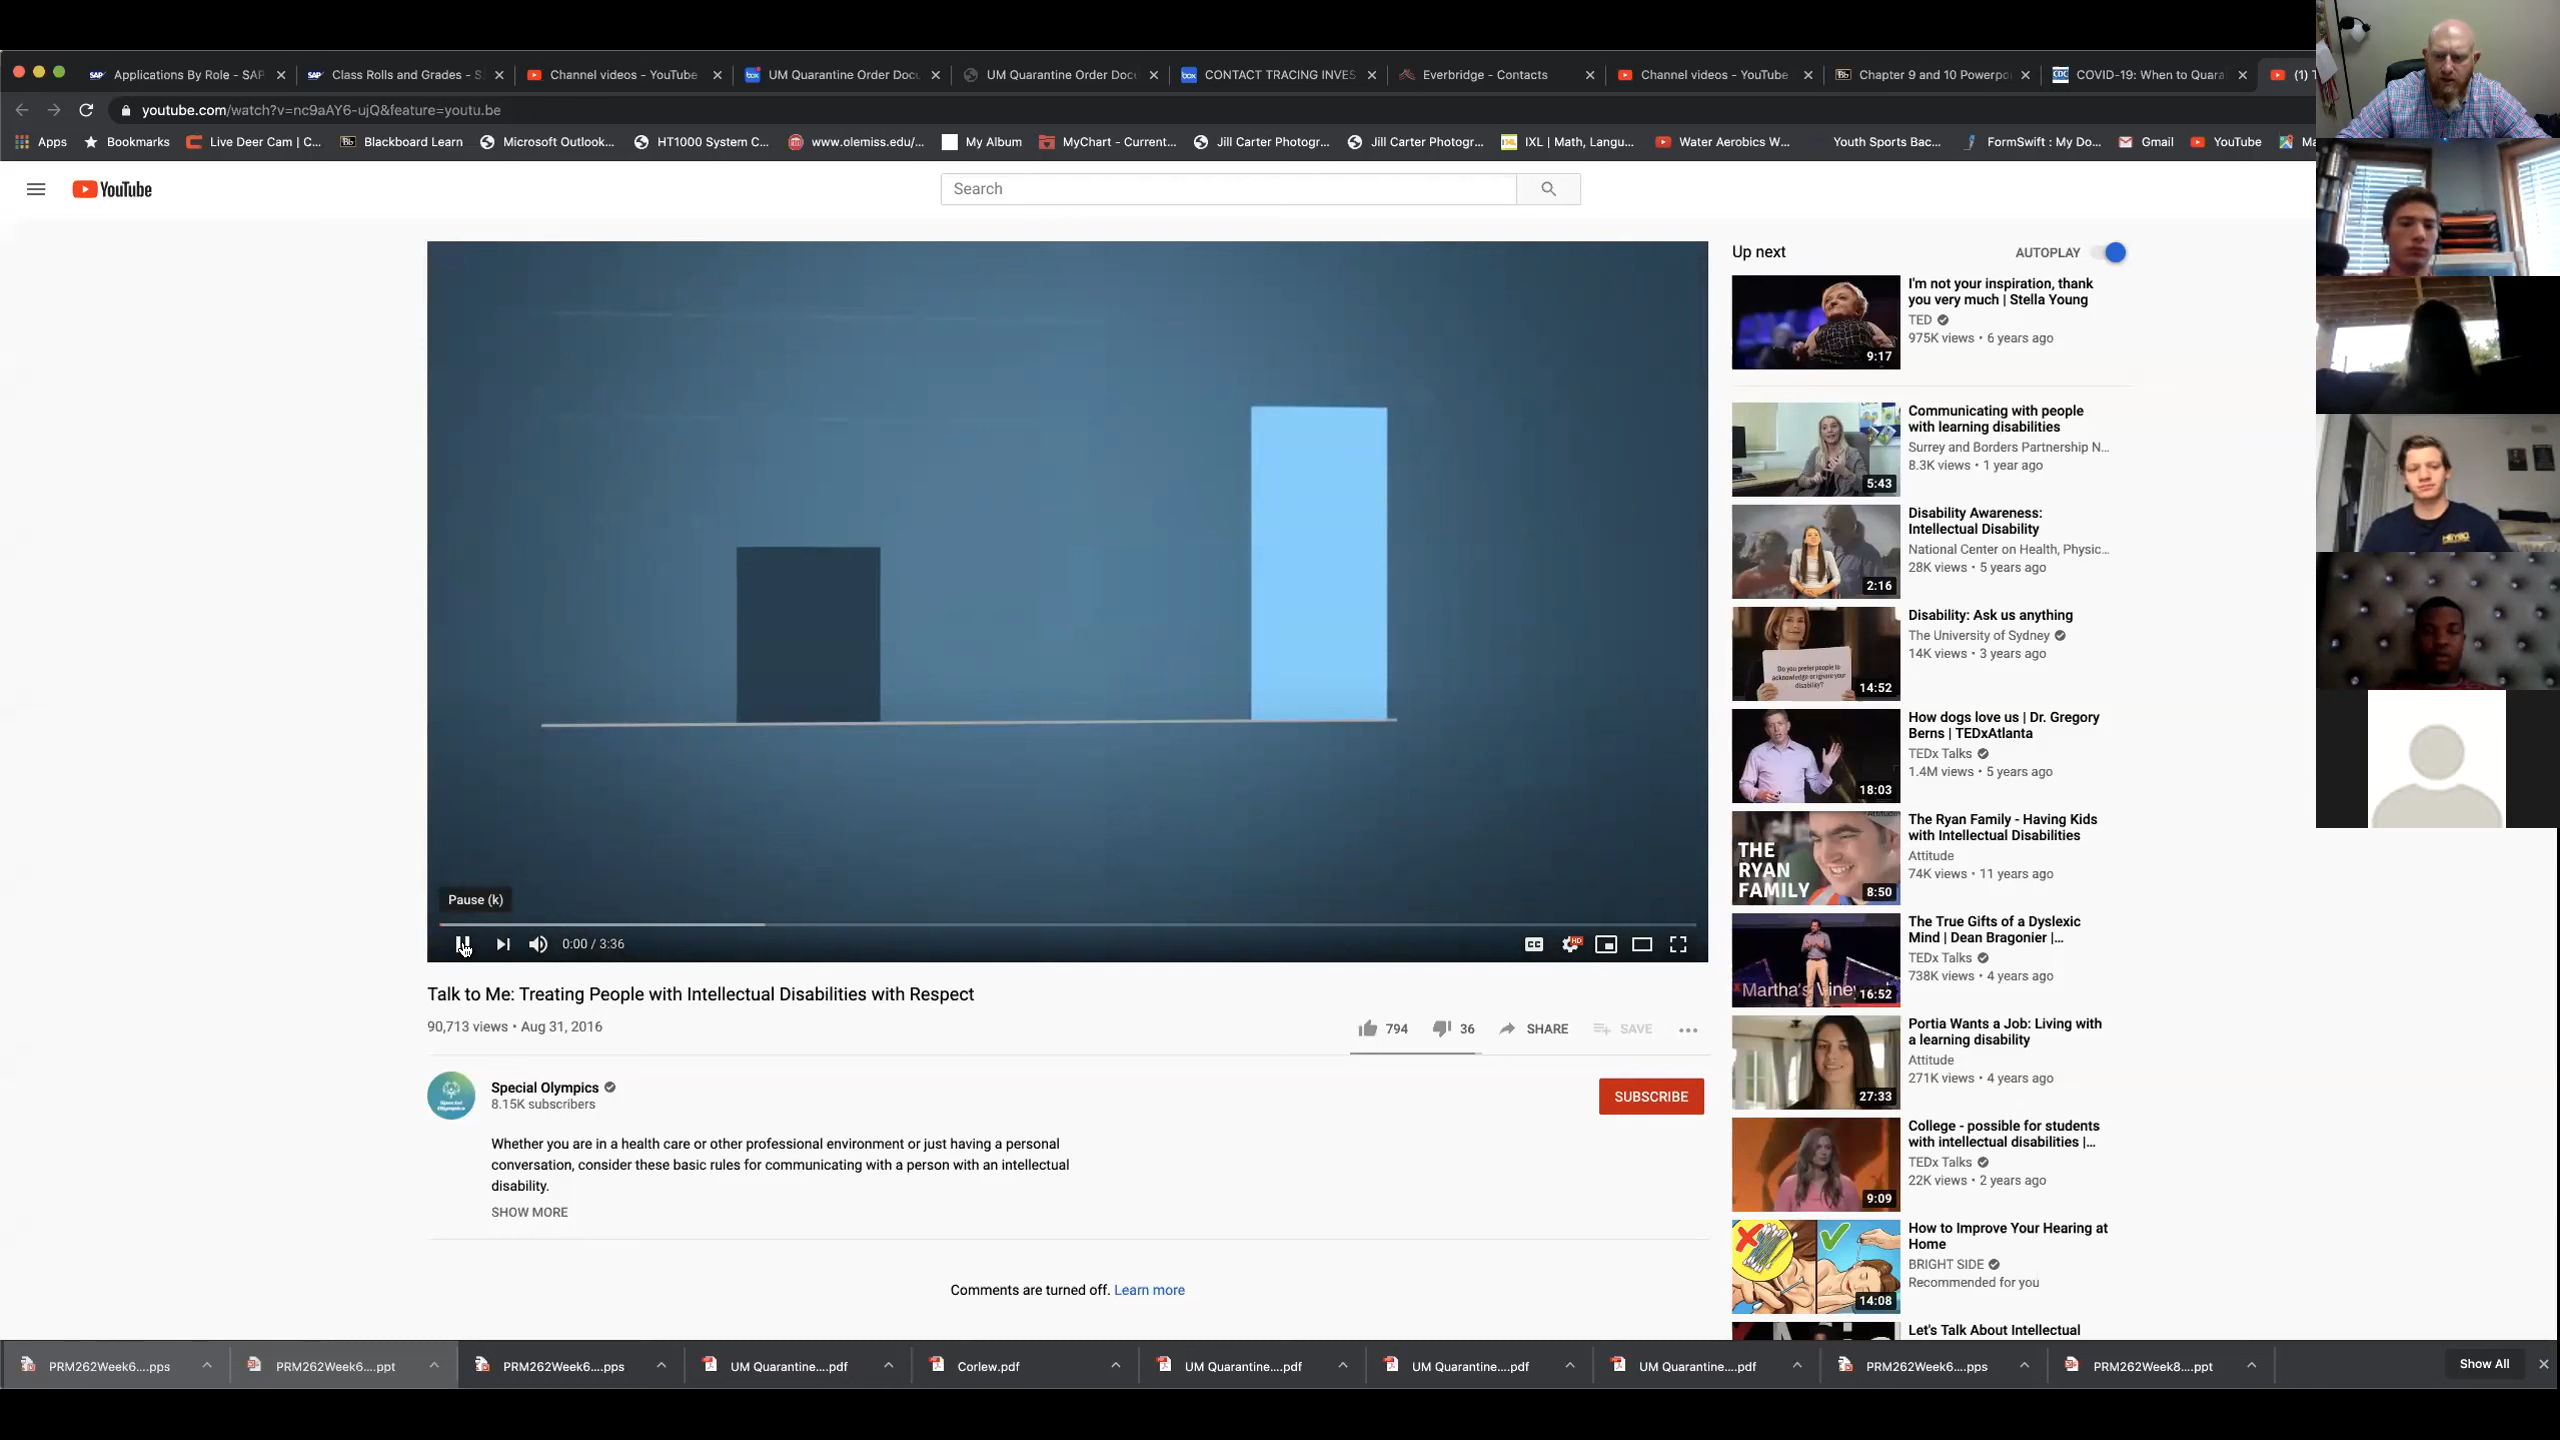 Applications By Role - SAP
Class Rolls and Grades - S
Channel videos - YouTube
UM Quarantine Order Docu
UM Quarantine Order Doc
CONTACT TRACING INVES
Everbridge - Contacts
Channel videos - YouTube
Chapter 9 and 10 Powerpo
COVID-19: When to Quara
(1) T
youtube.com/watch?v=nc9aAY6-ujQ&feature=youtu.be
Apps
Bookmarks
Live Deer Cam | C...
Blackboard Learn
Microsoft Outlook...
HT1000 System C...
www.olemiss.edu/...
My Album
MyChart - Current...
Jill Carter Photogr...
Jill Carter Photogr...
IXL | Math, Langu...
Water Aerobics W...
Youth Sports Bac...
FormSwift : My Do...
Gmail
YouTube
Ma
YouTube
Search
Pause (k)
0:00 / 3:36
Talk to Me: Treating People with Intellectual Disabilities with Respect
90,713 views • Aug 31, 2016
794
36
SHARE
SAVE
Special Olympics
8.15K subscribers
SUBSCRIBE
Whether you are in a health care or other professional environment or just having a personal
conversation, consider these basic rules for communicating with a person with an intellectual
disability.
SHOW MORE
Comments are turned off. Learn more
Up next
AUTOPLAY
I'm not your inspiration, thank
you very much | Stella Young
TED
975K views • 6 years ago
9:17
Communicating with people
with learning disabilities
Surrey and Borders Partnership N...
8.3K views • 1 year ago
5:43
Disability Awareness:
Intellectual Disability
National Center on Health, Physic...
28K views • 5 years ago
2:16
Disability: Ask us anything
The University of Sydney
14K views • 3 years ago
Do you prefer people to
acknowledge or ignore your
disability?
14:52
How dogs love us | Dr. Gregory
Berns | TEDxAtlanta
TEDx Talks
1.4M views • 5 years ago
18:03
The Ryan Family - Having Kids
with Intellectual Disabilities
Attitude
74K views • 11 years ago
THE
RYAN
FAMILY
8:50
The True Gifts of a Dyslexic
Mind | Dean Bragonier |...
TEDx Talks
738K views • 4 years ago
Martha's Vine
16:52
Portia Wants a Job: Living with
a learning disability
Attitude
271K views • 4 years ago
27:33
College - possible for students
with intellectual disabilities |...
TEDx Talks
22K views • 2 years ago
9:09
How to Improve Your Hearing at
Home
BRIGHT SIDE
Recommended for you
14:08
Let's Talk About Intellectual
PRM262Week6....pps
PRM262Week6....ppt
PRM262Week6....pps
UM Quarantine....pdf
Corlew.pdf
UM Quarantine....pdf
UM Quarantine....pdf
UM Quarantine....pdf
PRM262Week6....pps
PRM262Week8....ppt
Show All